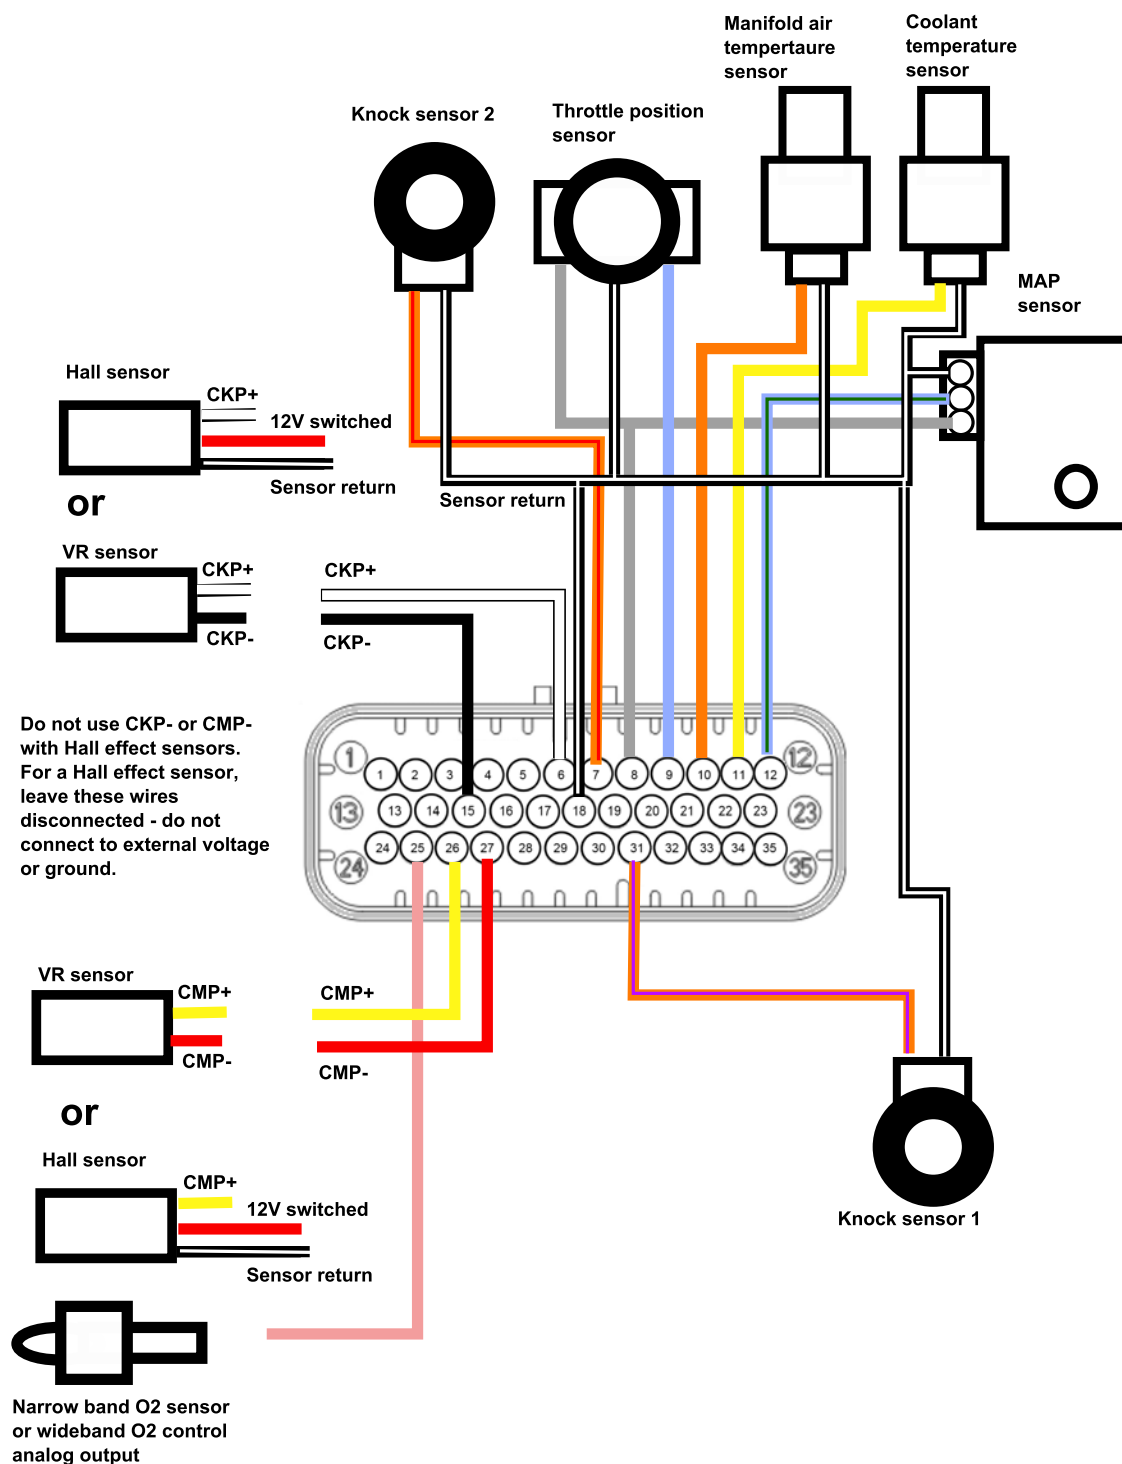 Manifold air
tempertaure
sensor
Coolant
temperature
sensor
Knock sensor 2
Throttle position
sensor
MAP
sensor
Hall sensor
CKP+
12V switched
Sensor return
or
Sensor return
VR sensor
CKP+
CKP-
CKP+
CKP-
Do not use CKP- or CMP-
with Hall effect sensors.
For a Hall effect sensor,
leave these wires
disconnected - do not
connect to external voltage
or ground.
1 12
1 2 3 4 5 6 7 8 9 10 11 12
13 13 14 15 16 17 18 19 20 21 22 23 23
24 25 26 27 28 29 30 31 32 33 34 35
24 35
VR sensor
CMP+
CMP-
CMP+
CMP-
or
Hall sensor
CMP+
12V switched
Sensor return
Knock sensor 1
Narrow band O2 sensor
or wideband O2 control
analog output